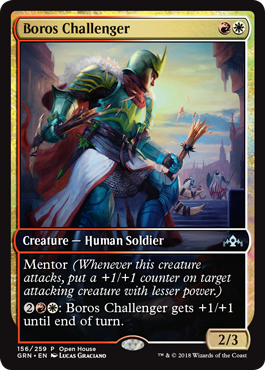 Boros Challenger
Creature — Human Soldier
Mentor (Whenever this creature
attacks, put a +1/+1 counter on target
attacking creature with lesser power.)
2: Boros Challenger gets +1/+1
until end of turn.
2/3
156/259 P Open House
GRN • EN Lucas Graciano
™ & © 2018 Wizards of the Coast